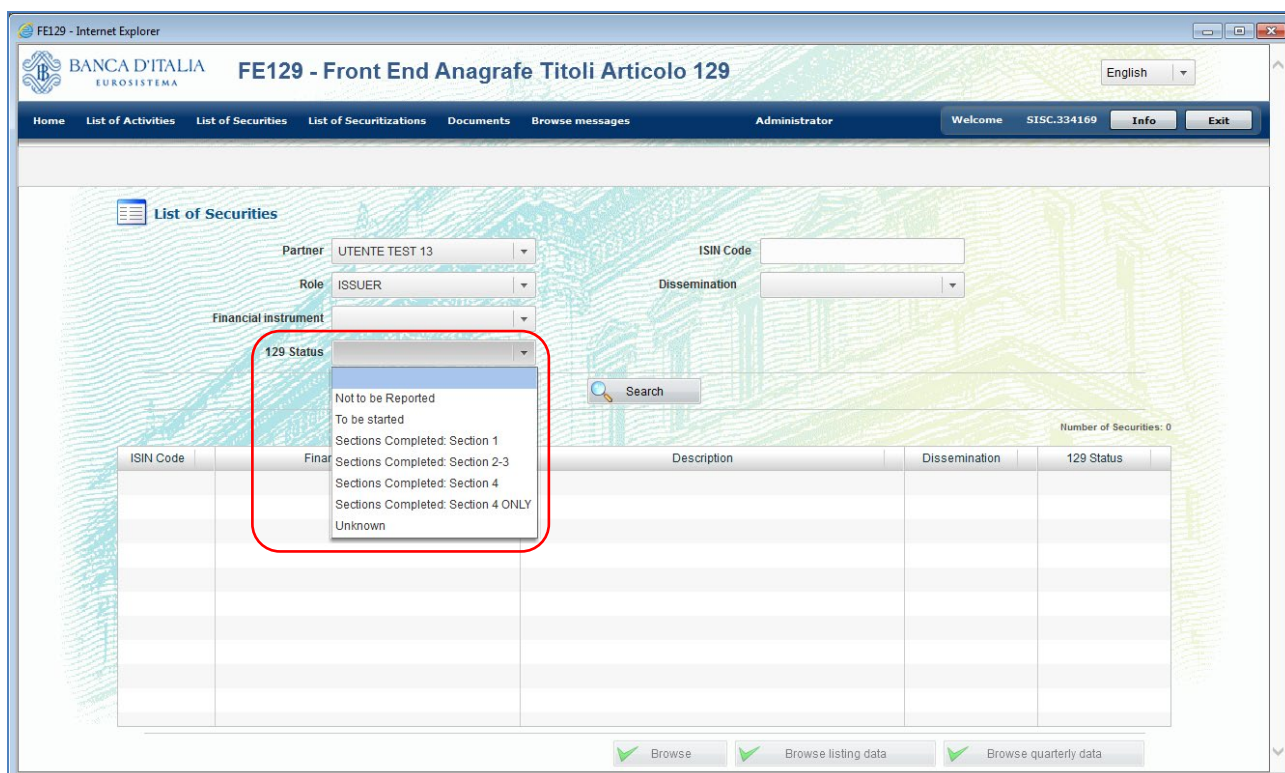 FE129 - Internet Explorer
BANCA D'ITALIA
EUROSISTEMA
FE129 - Front End Anagrafe Titoli Articolo 129
English
Home List of Activities List of Securities List of Securitizations Documents Browse messages Administrator Welcome SISC.334169 Info Exit
List of Securities
Partner UTENTE TEST 13 ISIN Code
Role ISSUER Dissemination
Financial instrument
129 Status
Not to be Reported
Search
To be started
Number of Securities: 0
Sections Completed: Section 1
ISIN Code Finan Description Dissemination 129 Status
Sections Completed: Section 2-3
Sections Completed: Section 4
Sections Completed: Section 4 ONLY
Unknown
Browse Browse listing data Browse quarterly data